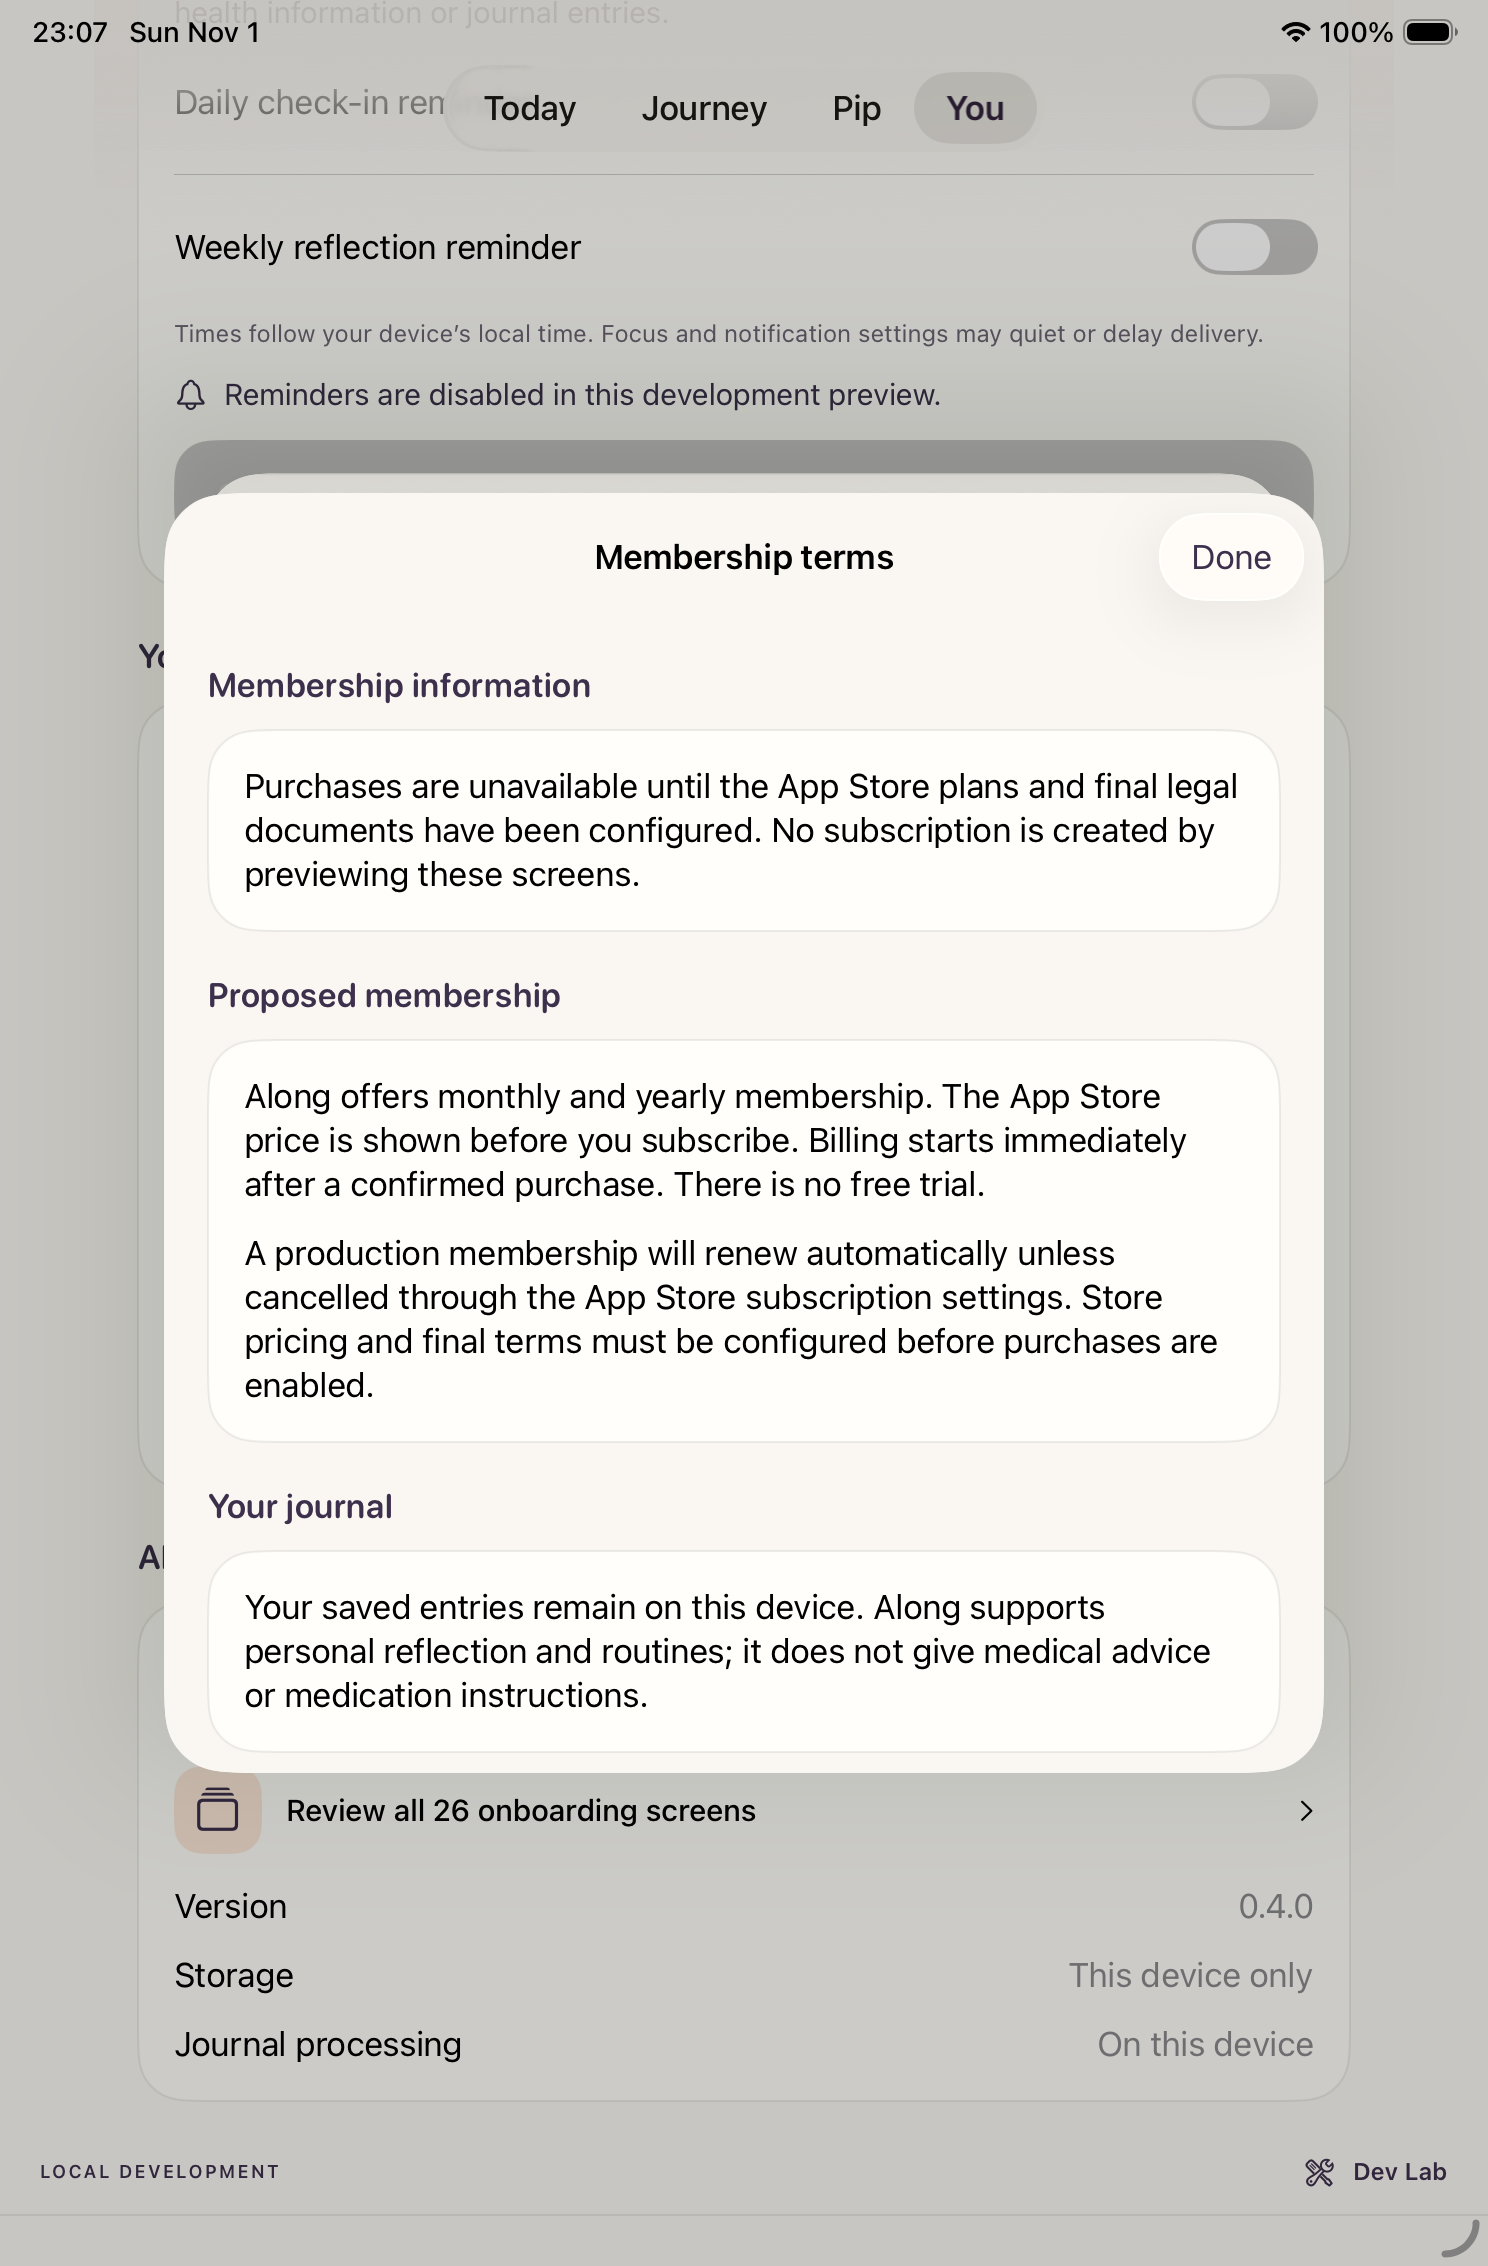 health information or journal entries.
23:07 Sun Nov 1 100%
Daily check-in rem
Today Journey Pip You
Weekly reflection reminder
Times follow your device’s local time. Focus and notification settings may quiet or delay delivery.
Reminders are disabled in this development preview.
Membership terms
Done
Membership information
Purchases are unavailable until the App Store plans and final legal
documents have been configured. No subscription is created by
previewing these screens.
Proposed membership
Along offers monthly and yearly membership. The App Store
price is shown before you subscribe. Billing starts immediately
after a confirmed purchase. There is no free trial.
A production membership will renew automatically unless
cancelled through the App Store subscription settings. Store
pricing and final terms must be configured before purchases are
enabled.
Your journal
Your saved entries remain on this device. Along supports
personal reflection and routines; it does not give medical advice
or medication instructions.
Review all 26 onboarding screens
Version 0.4.0
Storage This device only
Journal processing On this device
LOCAL DEVELOPMENT Dev Lab